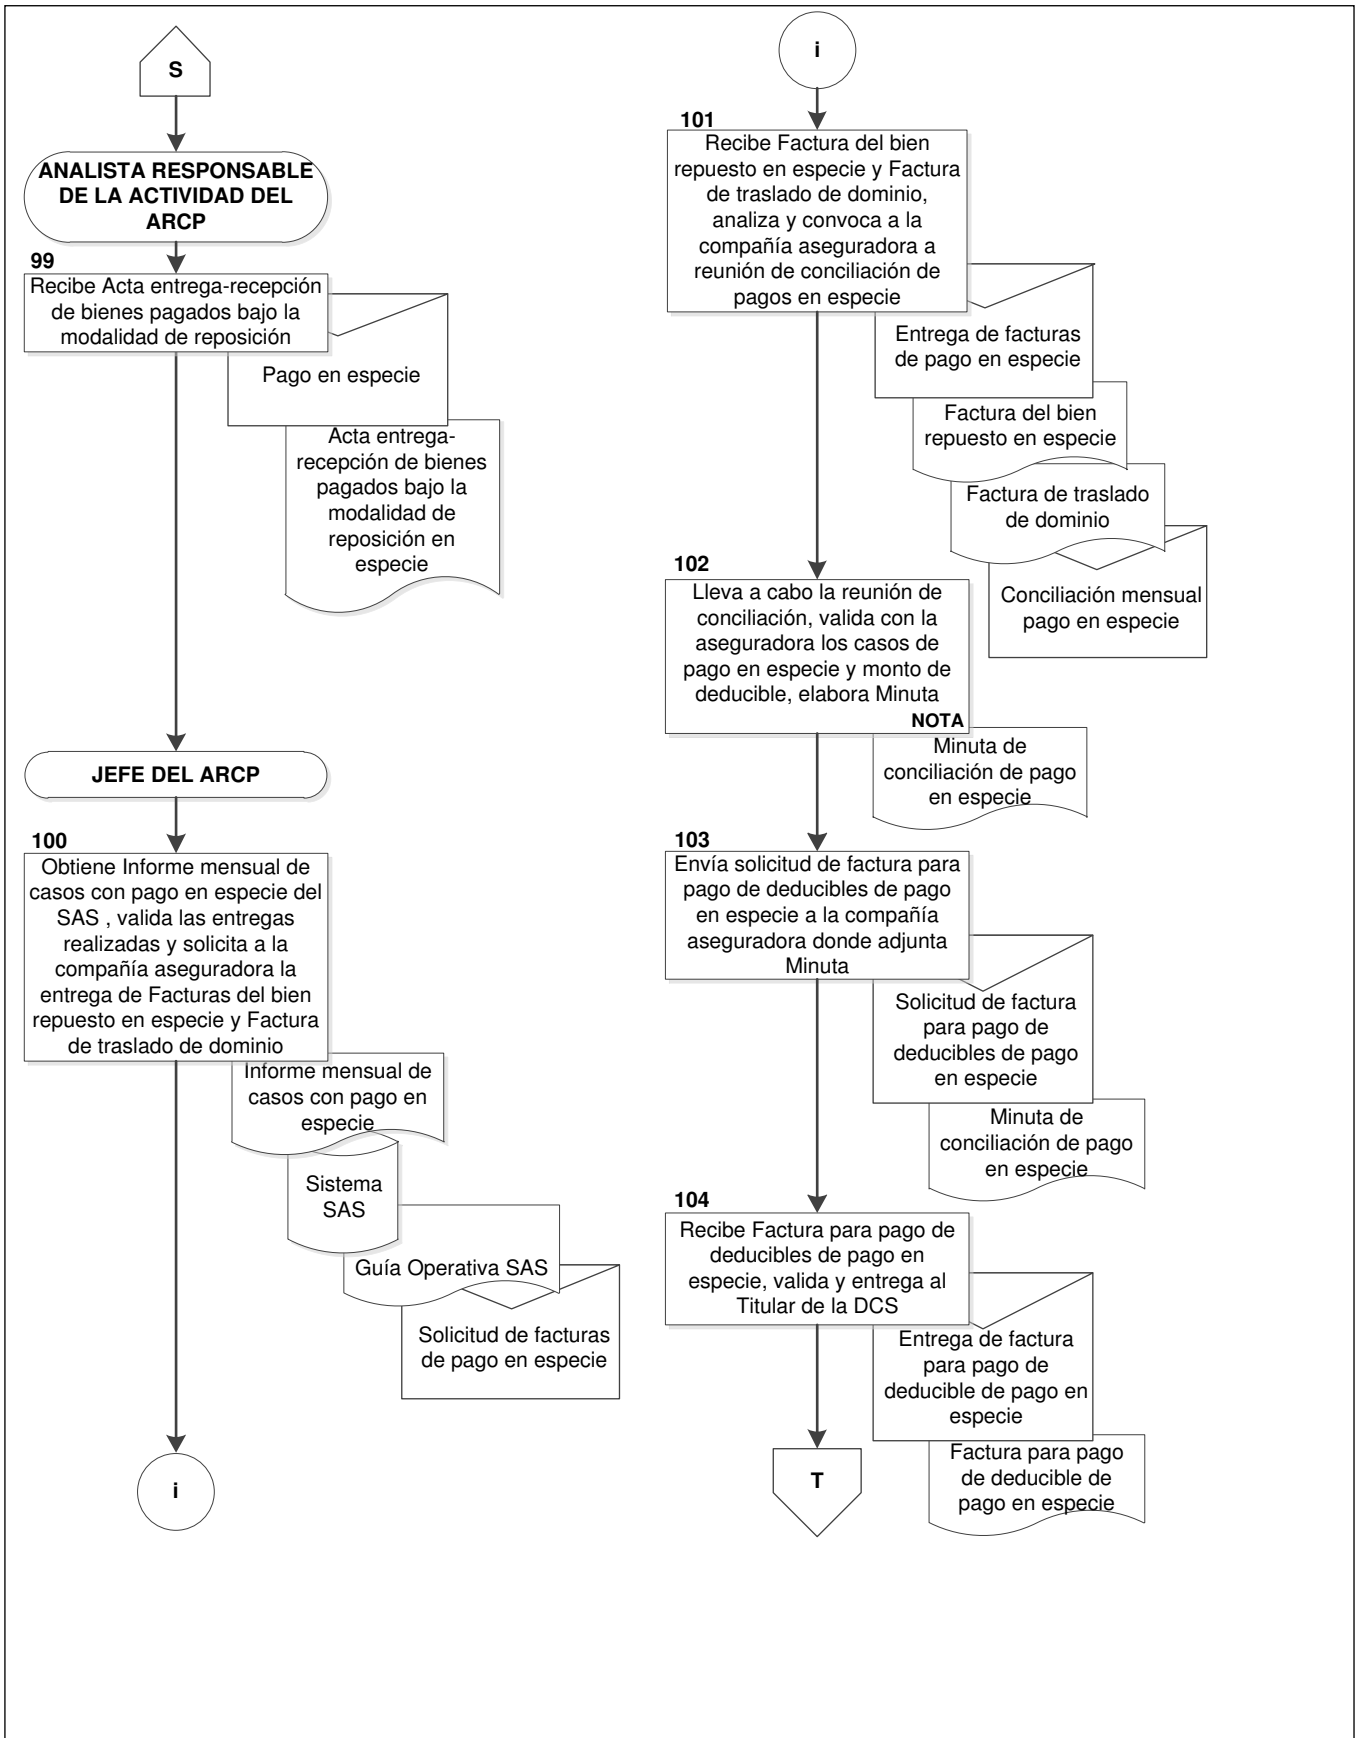 S
ANALISTA RESPONSABLE
DE LA ACTIVIDAD DEL
ARCP
99
Recibe Acta entrega-recepción
de bienes pagados bajo la
modalidad de reposición
Pago en especie
Acta entrega-
recepción de bienes
pagados bajo la
modalidad de
reposición en
especie
JEFE DEL ARCP
100
Obtiene Informe mensual de
casos con pago en especie del
SAS , valida las entregas
realizadas y solicita a la
compañía aseguradora la
entrega de Facturas del bien
repuesto en especie y Factura
de traslado de dominio
Informe mensual de
casos con pago en
especie
Sistema
SAS
Guía Operativa SAS
Solicitud de facturas
de pago en especie
i
i
101
Recibe Factura del bien
repuesto en especie y Factura
de traslado de dominio,
analiza y convoca a la
compañía aseguradora a
reunión de conciliación de
pagos en especie
Entrega de facturas
de pago en especie
Factura del bien
repuesto en especie
Factura de traslado
de dominio
Conciliación mensual
pago en especie
102
Lleva a cabo la reunión de
conciliación, valida con la
aseguradora los casos de
pago en especie y monto de
deducible, elabora Minuta
NOTA
Minuta de
conciliación de pago
en especie
103
Envía solicitud de factura para
pago de deducibles de pago
en especie a la compañía
aseguradora donde adjunta
Minuta
Solicitud de factura
para pago de
deducibles de pago
en especie
Minuta de
conciliación de pago
en especie
104
Recibe Factura para pago de
deducibles de pago en
especie, valida y entrega al
Titular de la DCS
Entrega de factura
para pago de
deducible de pago en
especie
Factura para pago
de deducible de
pago en especie
T